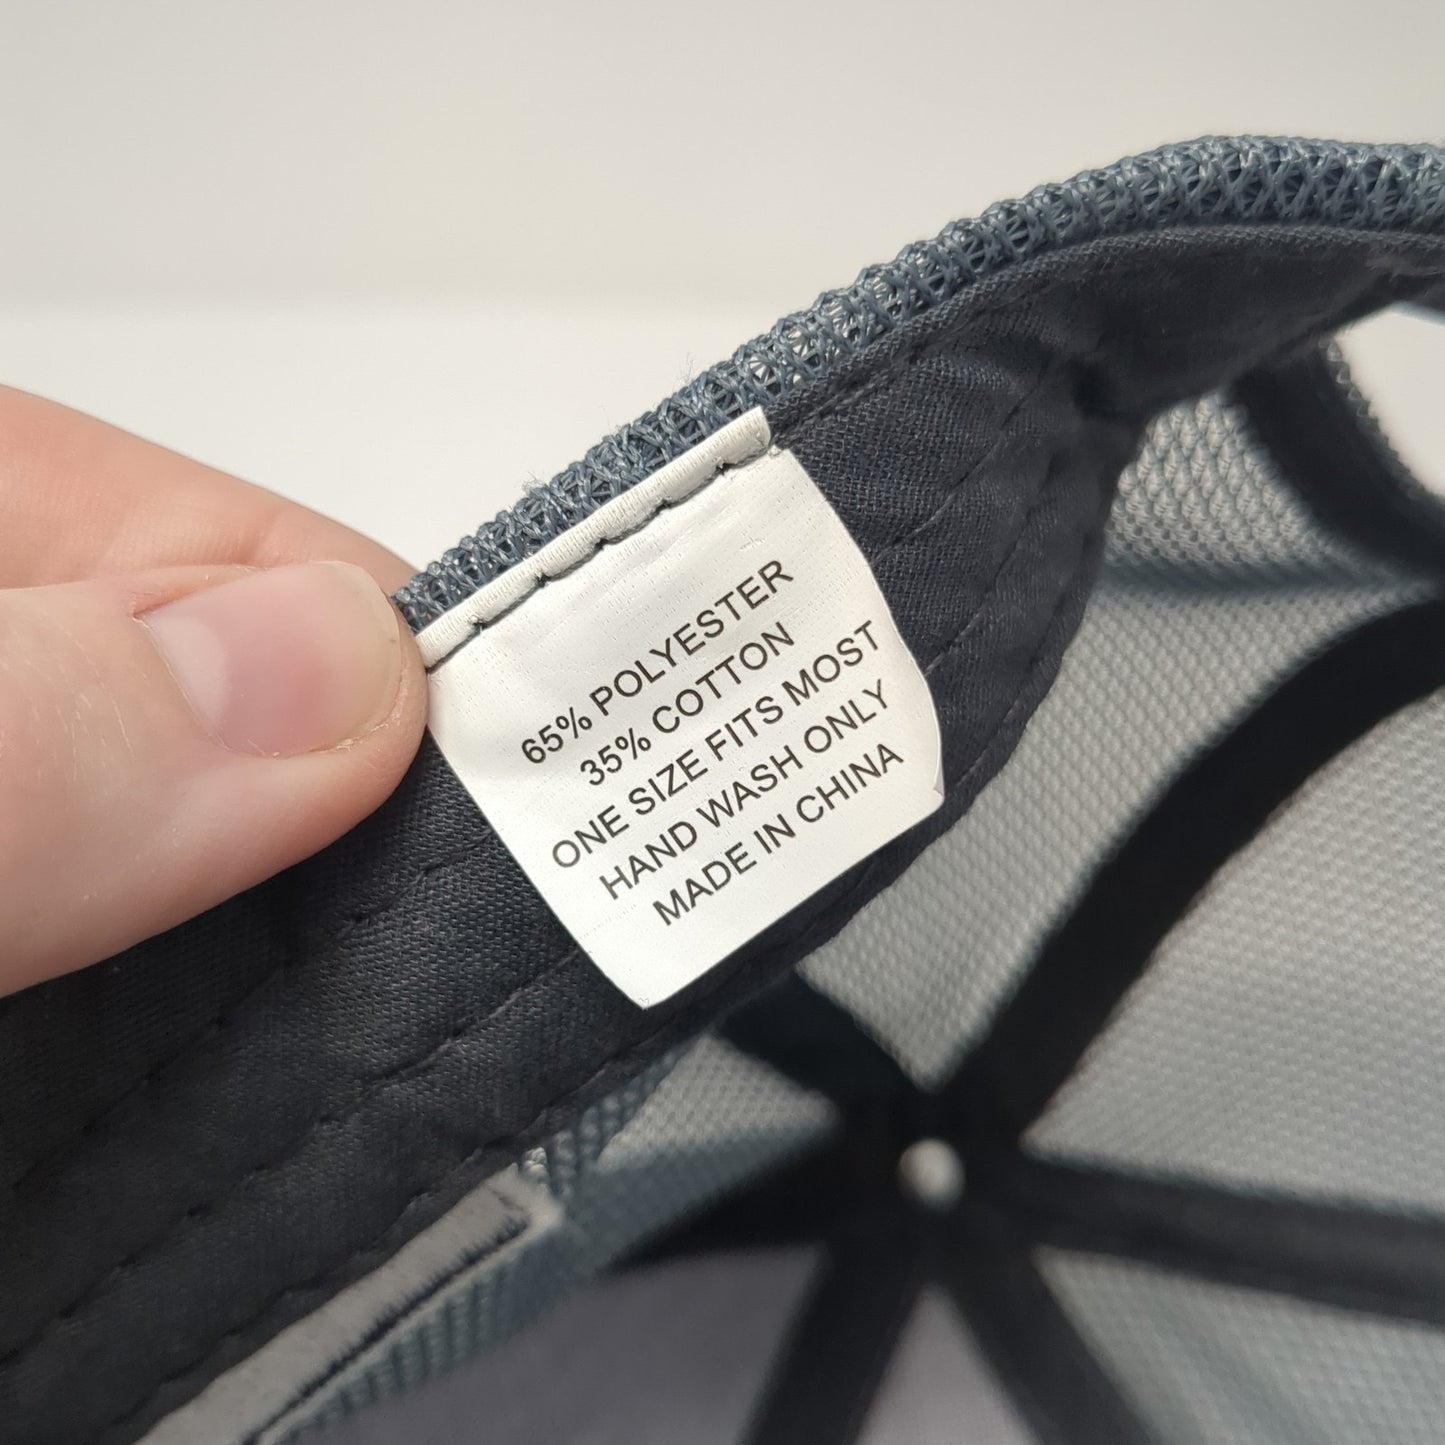 65% POLYESTER
35% COTTON
ONE SIZE FITS MOST
HAND WASH ONLY
MADE IN CHINA